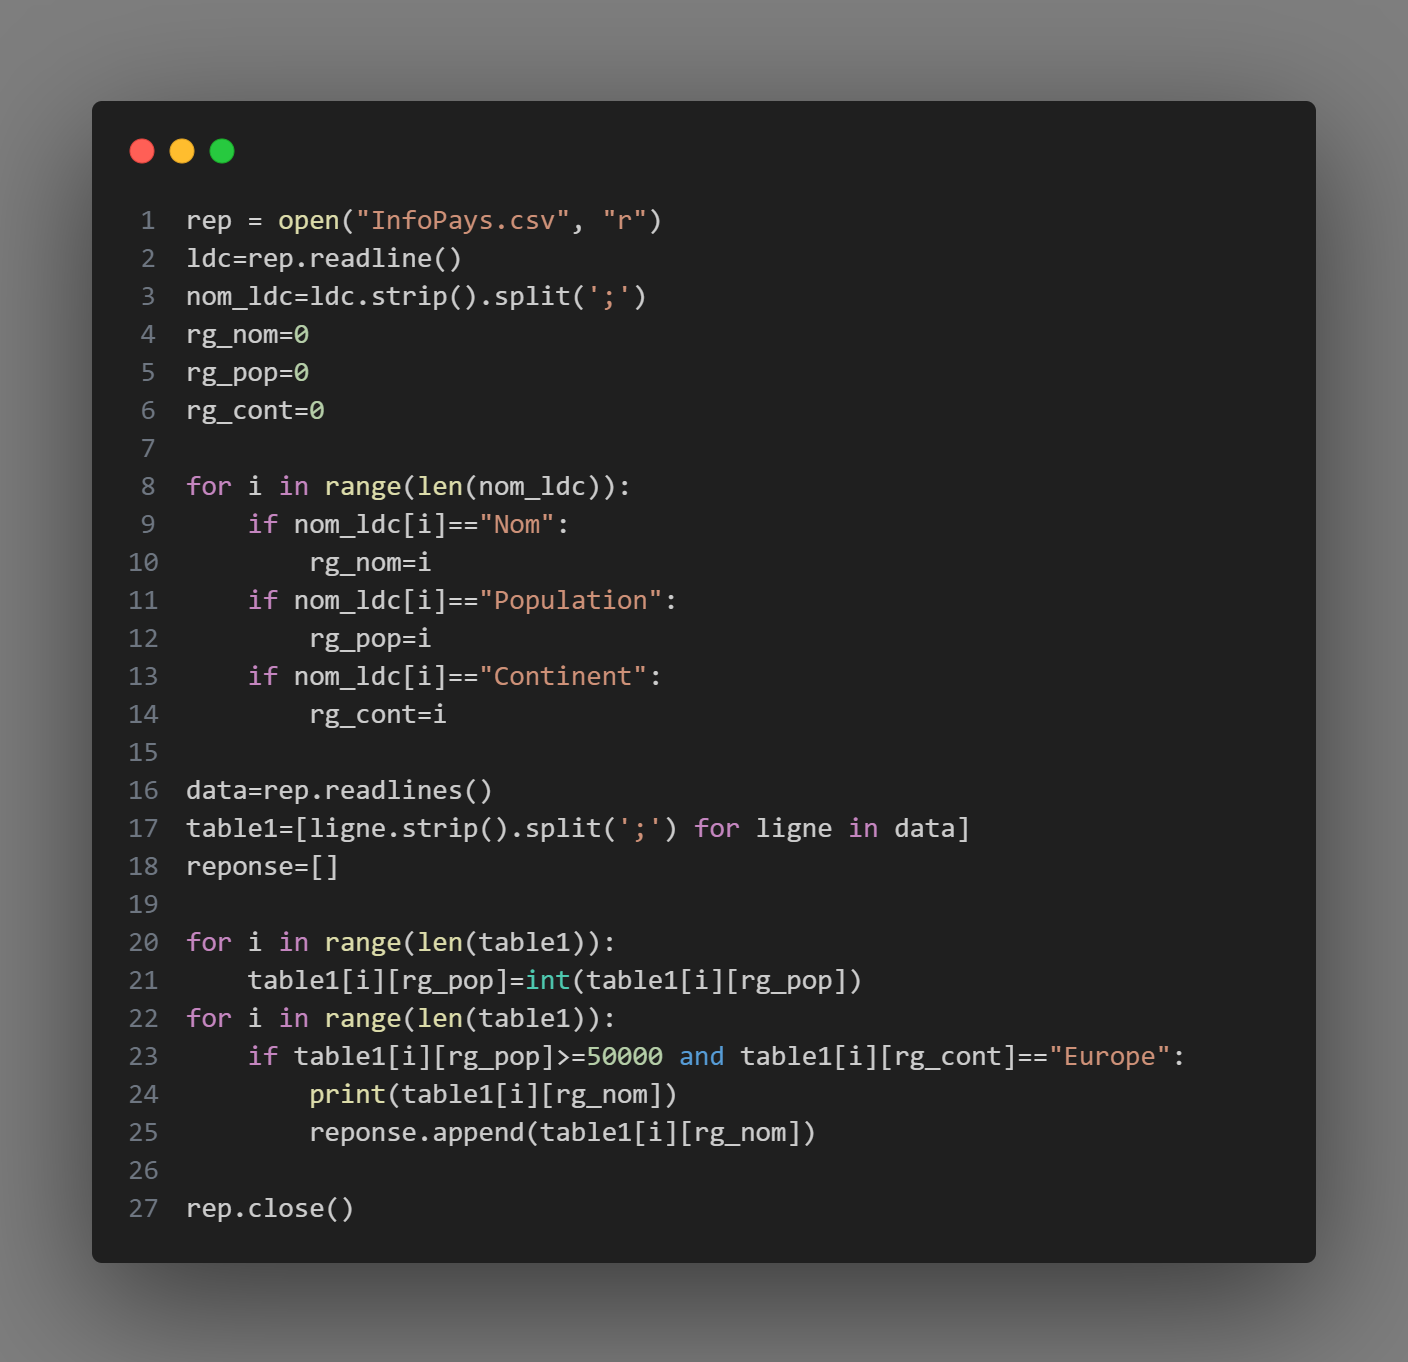 1 rep = open("InfoPays.csv", "r")
2 ldc=rep.readline()
3 nom_ldc=ldc.strip().split(';')
4 rg_nom=0
5 rg_pop=0
6 rg_cont=0
7
8 for i in range(len(nom_ldc)):
9     if nom_ldc[i]=="Nom":
10         rg_nom=i
11     if nom_ldc[i]=="Population":
12         rg_pop=i
13     if nom_ldc[i]=="Continent":
14         rg_cont=i
15
16 data=rep.readlines()
17 table1=[ligne.strip().split(';') for ligne in data]
18 reponse=[]
19
20 for i in range(len(table1)):
21     table1[i][rg_pop]=int(table1[i][rg_pop])
22 for i in range(len(table1)):
23     if table1[i][rg_pop]>=50000 and table1[i][rg_cont]=="Europe":
24         print(table1[i][rg_nom])
25         reponse.append(table1[i][rg_nom])
26
27 rep.close()